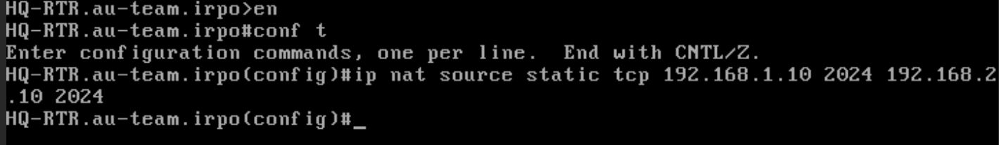 HQ-RTR.au-team.irpo>en
HQ-RTR.au-team.irpo#conf t
Enter configuration commands, one per line.  End with CNTL/Z.
HQ-RTR.au-team.irpo(config)#ip nat source static tcp 192.168.1.10 2024 192.168.2
.10 2024
HQ-RTR.au-team.irpo(config)#_